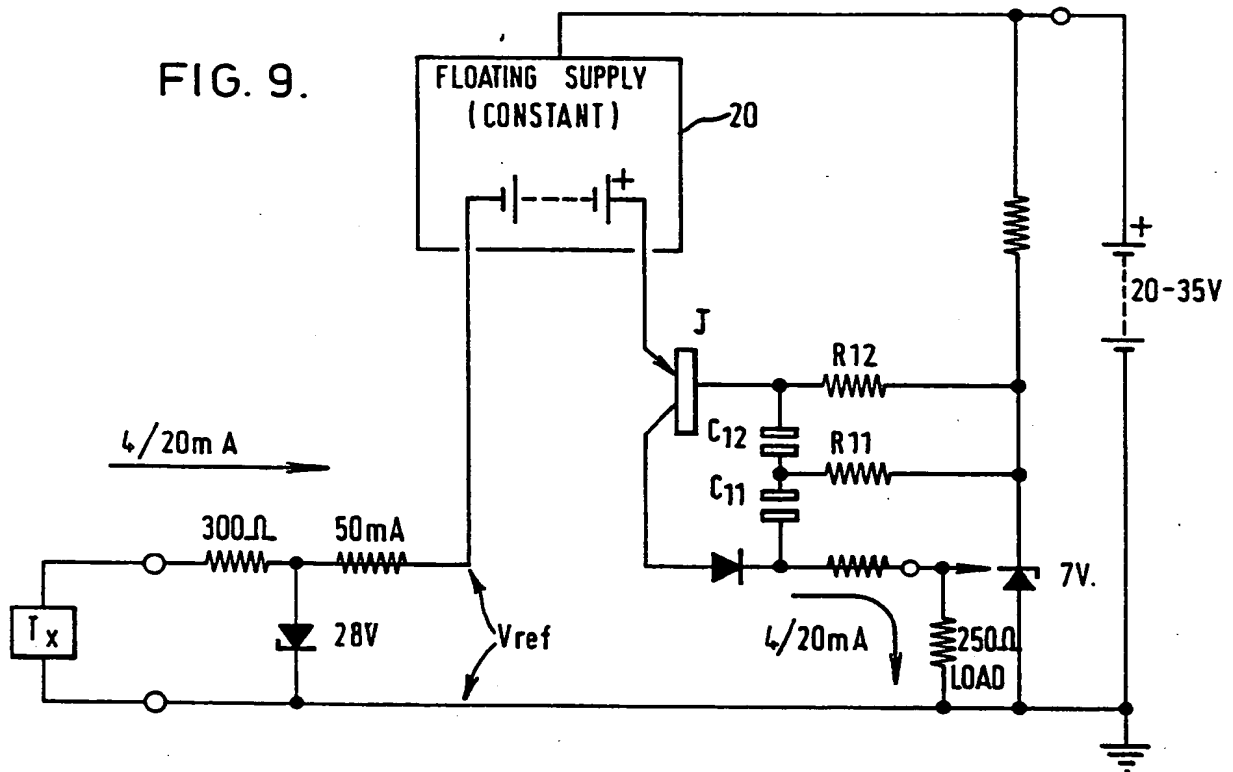 FIG. 9.
FLOATING SUPPLY
(CONSTANT)
20
+
+
20-35V
J
R12
C12
R11
C11
4/20mA
300Ω
50mA
7V.
Tx
28V
Vref
4/20mA
250Ω
LOAD